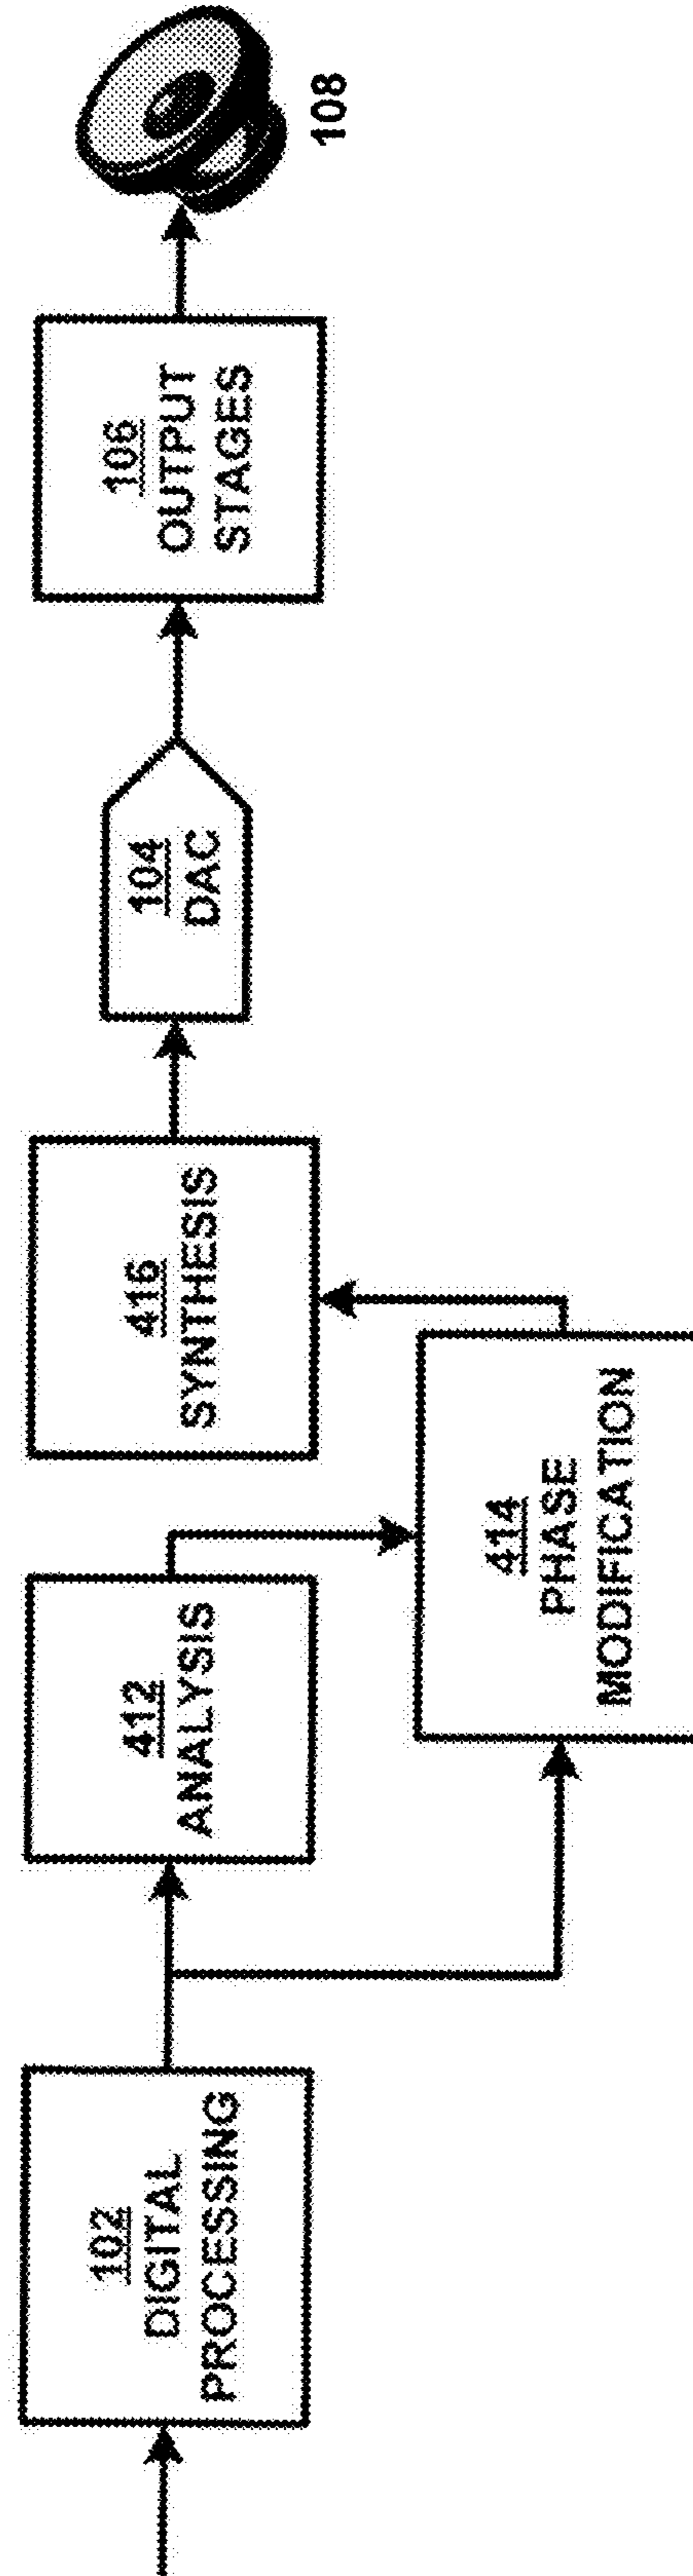 102
DIGITAL
PROCESSING
412
ANALYSIS
414
PHASE
MODIFICATION
416
SYNTHESIS
104
DAC
106
OUTPUT
STAGES
108